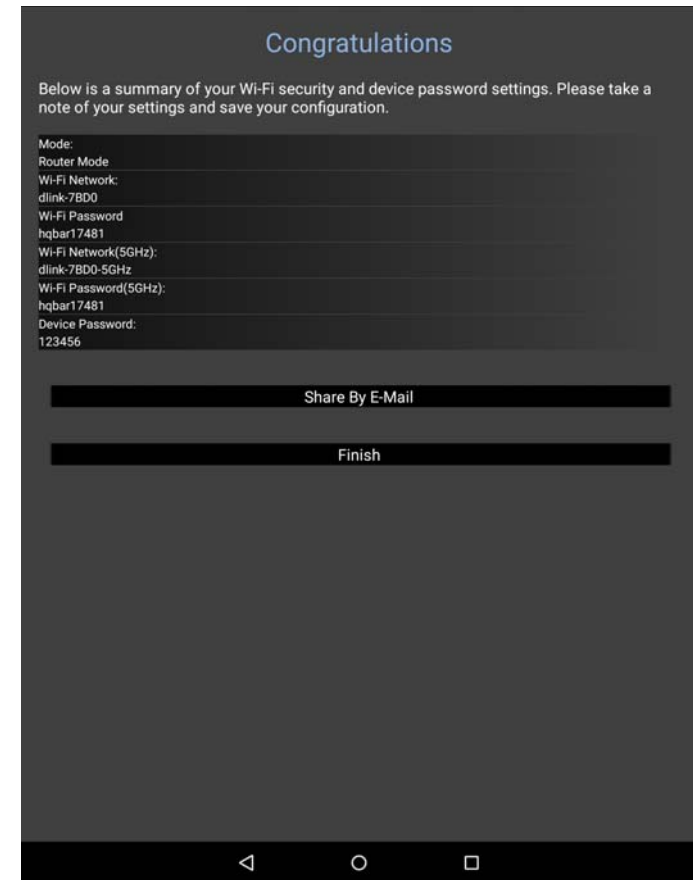 Congratulations
Below is a summary of your Wi-Fi security and device password settings. Please take a
note of your settings and save your configuration.
Mode:
Router Mode
Wi-Fi Network:
dlink-7BD0
Wi-Fi Password
hqbar17481
Wi-Fi Network(5GHz):
dlink-7BD0-5GHz
Wi-Fi Password(5GHz):
hqbar17481
Device Password:
123456
Share By E-Mail
Finish